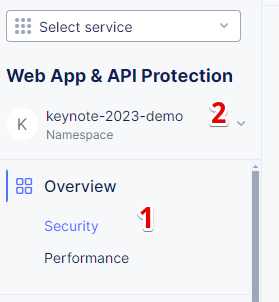 Select service
Web App & API Protection
K
keynote-2023-demo
2
Namespace
Overview
Security
1
Performance